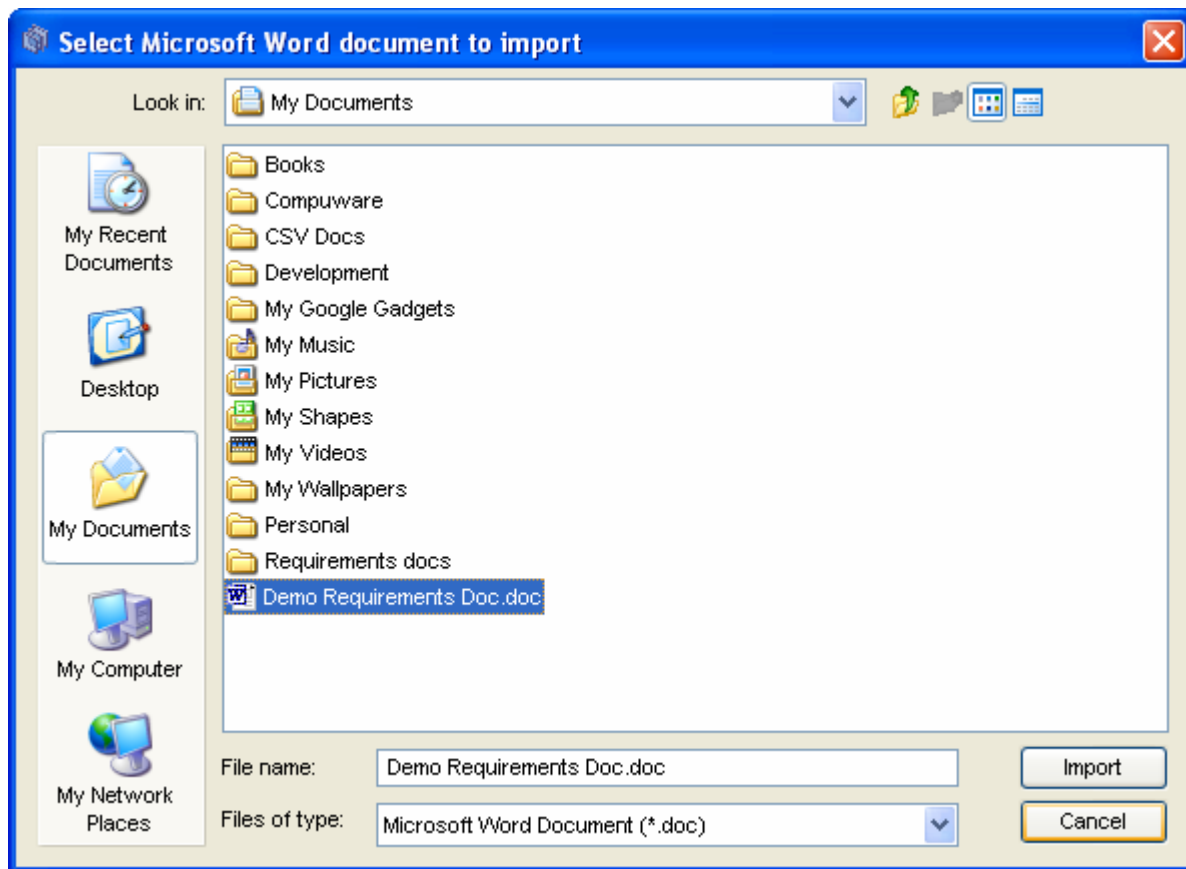 Select Microsoft Word document to import
Look in:
My Documents
My Recent
Documents
Desktop
My Documents
My Computer
My Network
Places
Books
Compuware
CSV Docs
Development
My Google Gadgets
My Music
My Pictures
My Shapes
My Videos
My Wallpapers
Personal
Requirements docs
Demo Requirements Doc.doc
File name:
Demo Requirements Doc.doc
Import
Files of type:
Microsoft Word Document (*.doc)
Cancel